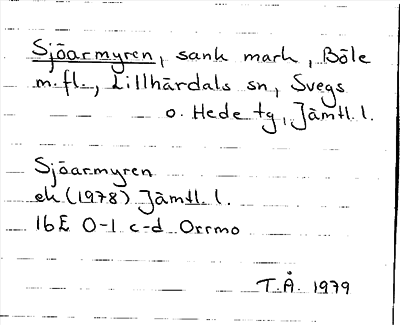 Sjöarmyren, sank mark, Böle
m.fl., Lillhärdals sn, Svegs
o. Hede tg, Jämtl. l.
Sjöarmyren
ek (1978) Jämtl. l.
16E 0-1 c-d Orrmo
T.Å. 1979